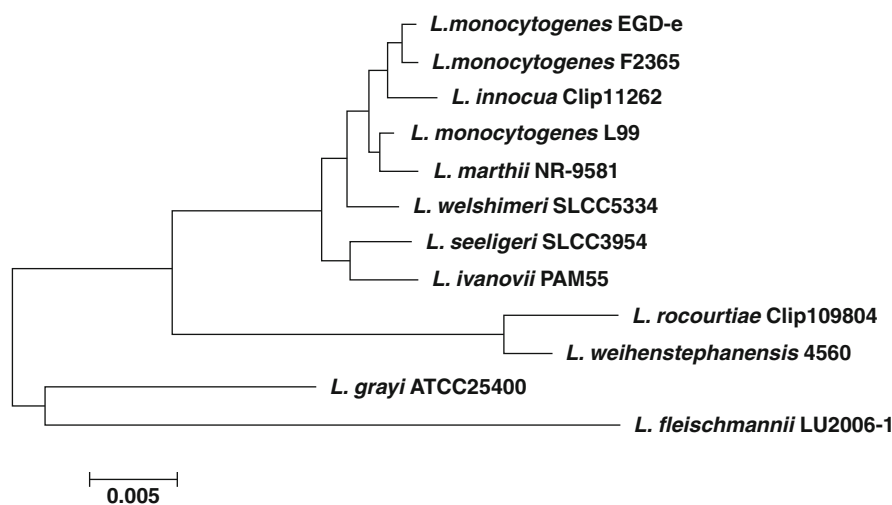 L.monocytogenes EGD-e
L.monocytogenes F2365
L. innocua Clip11262
L. monocytogenes L99
L. marthii NR-9581
L. welshimeri SLCC5334
L. seeligeri SLCC3954
L. ivanovii PAM55
L. rocourtiae Clip109804
L. weihenstephanensis 4560
L. grayi ATCC25400
L. fleischmannii LU2006-1
0.005